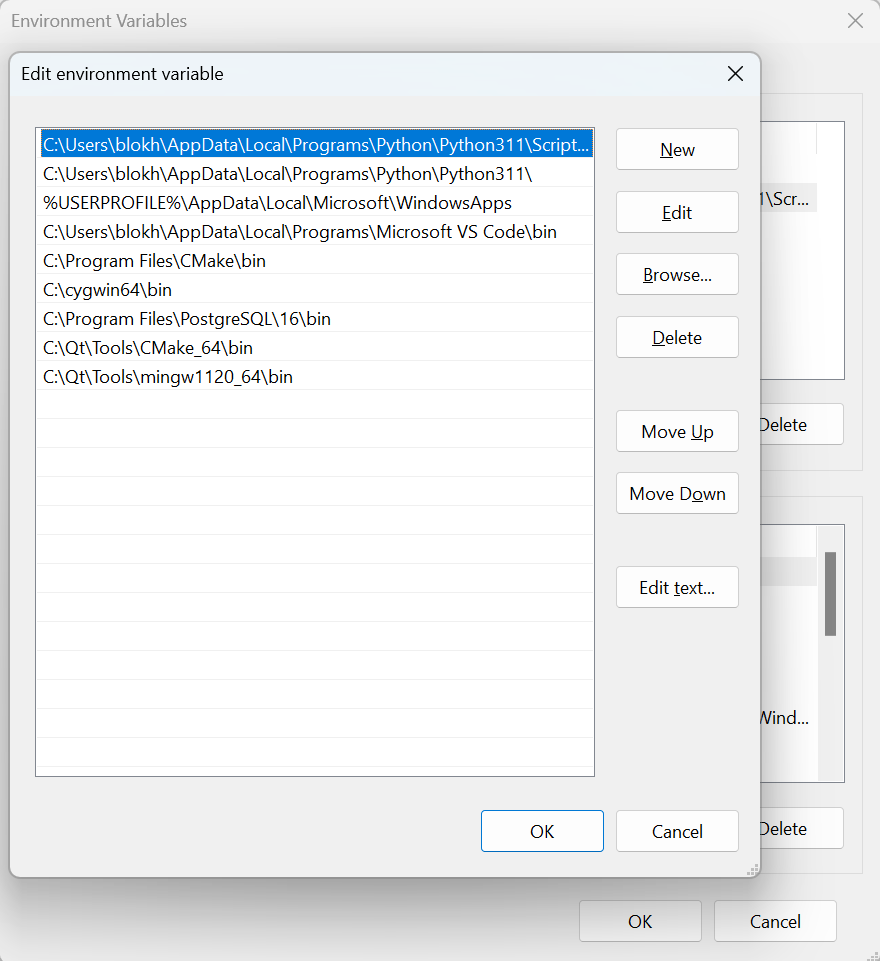 Environment Variables
Edit environment variable
C:\Users\blokh\AppData\Local\Programs\Python\Python311\Script...
C:\Users\blokh\AppData\Local\Programs\Python\Python311\
%USERPROFILE%\AppData\Local\Microsoft\WindowsApps
C:\Users\blokh\AppData\Local\Programs\Microsoft VS Code\bin
C:\Program Files\CMake\bin
C:\cygwin64\bin
C:\Program Files\PostgreSQL\16\bin
C:\Qt\Tools\CMake_64\bin
C:\Qt\Tools\mingw1120_64\bin
New
Edit
Browse...
Delete
Move Up
Move Down
Edit text...
OK
Cancel
1\Scr...
Delete
Wind...
Delete
OK
Cancel